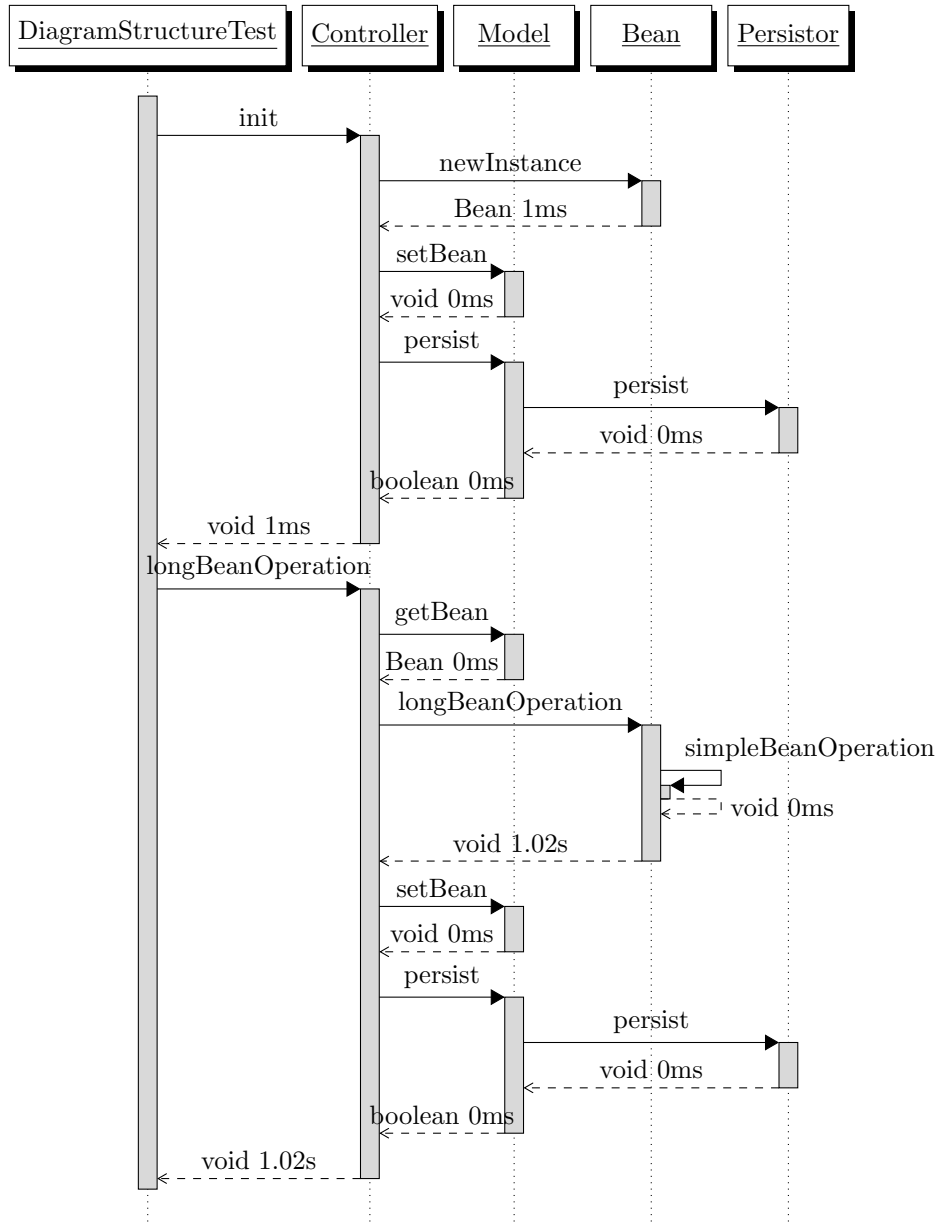 DiagramStructureTest Controller Model Bean Persistor
init
newInstance
Bean 1ms
setBean
void 0ms
persist
persist
void 0ms
boolean 0ms
void 1ms
longBeanOperation
getBean
Bean 0ms
longBeanOperation
simpleBeanOperation
void 0ms
void 1.02s
setBean
void 0ms
persist
persist
void 0ms
boolean 0ms
void 1.02s